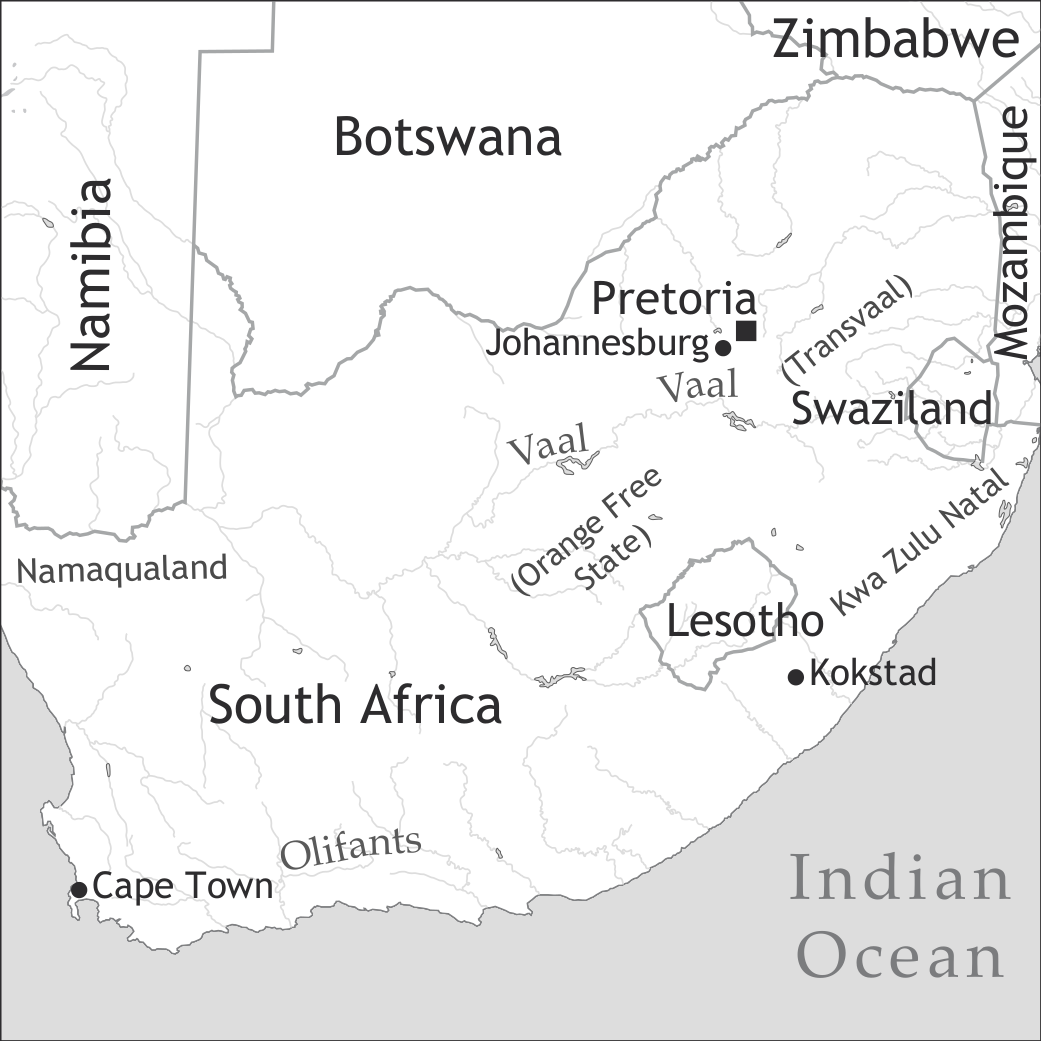 Zimbabwe
Botswana
Mozambique
Namibia
Pretoria
(Transvaal)
Johannesburg
Vaal
Swaziland
Vaal
(Orange Free
State)
Kwa Zulu Natal
Namaqualand
Lesotho
Kokstad
South Africa
Olifants
Cape Town
Indian
Ocean